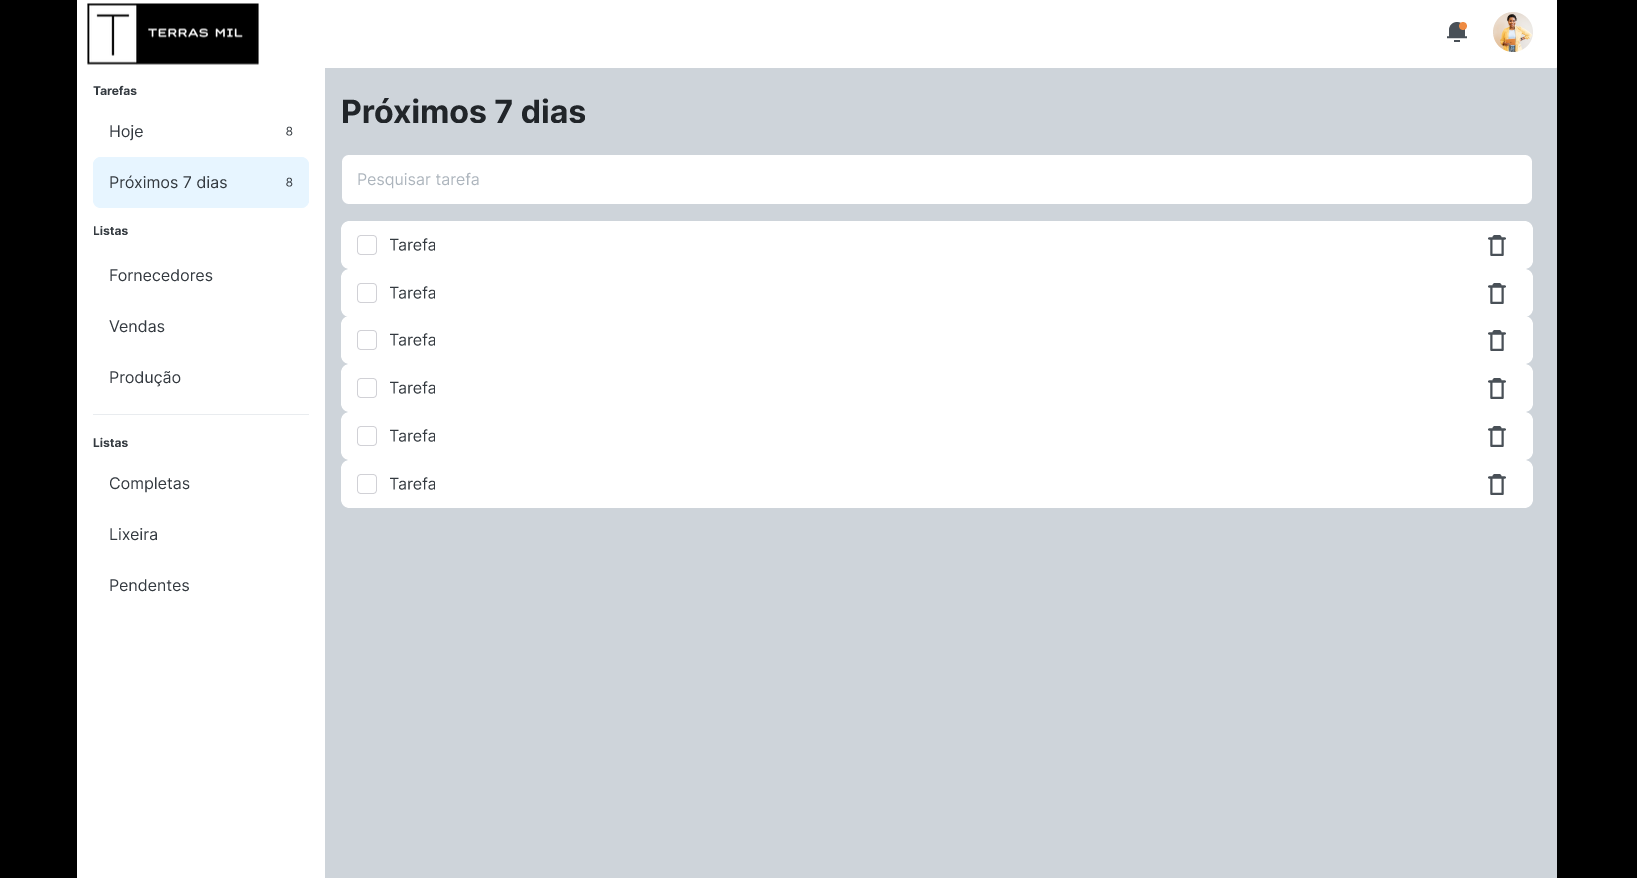 T TERRAS MIL
Tarefas
Hoje 8
Próximos 7 dias 8
Listas
Fornecedores
Vendas
Produção
Listas
Completas
Lixeira
Pendentes
Próximos 7 dias
Pesquisar tarefa
Tarefa
Tarefa
Tarefa
Tarefa
Tarefa
Tarefa